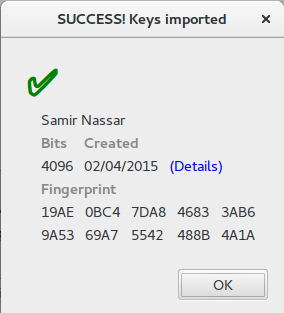 SUCCESS! Keys imported
Samir Nassar
Bits Created
4096 02/04/2015 (Details)
Fingerprint
19AE 0BC4 7DA8 4683 3AB6
9A53 69A7 5542 488B 4A1A
OK